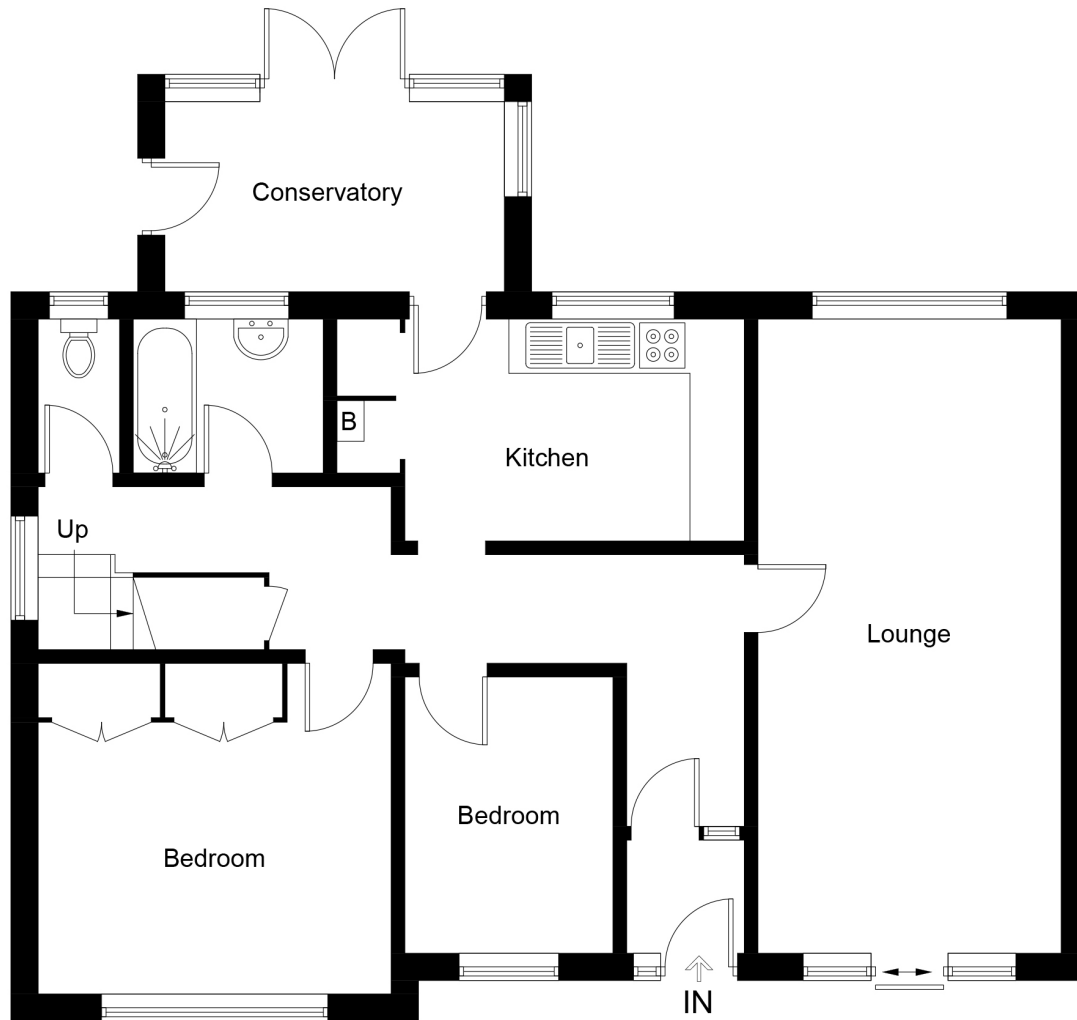 Conservatory
B
Kitchen
Up
Lounge
Bedroom
Bedroom
IN